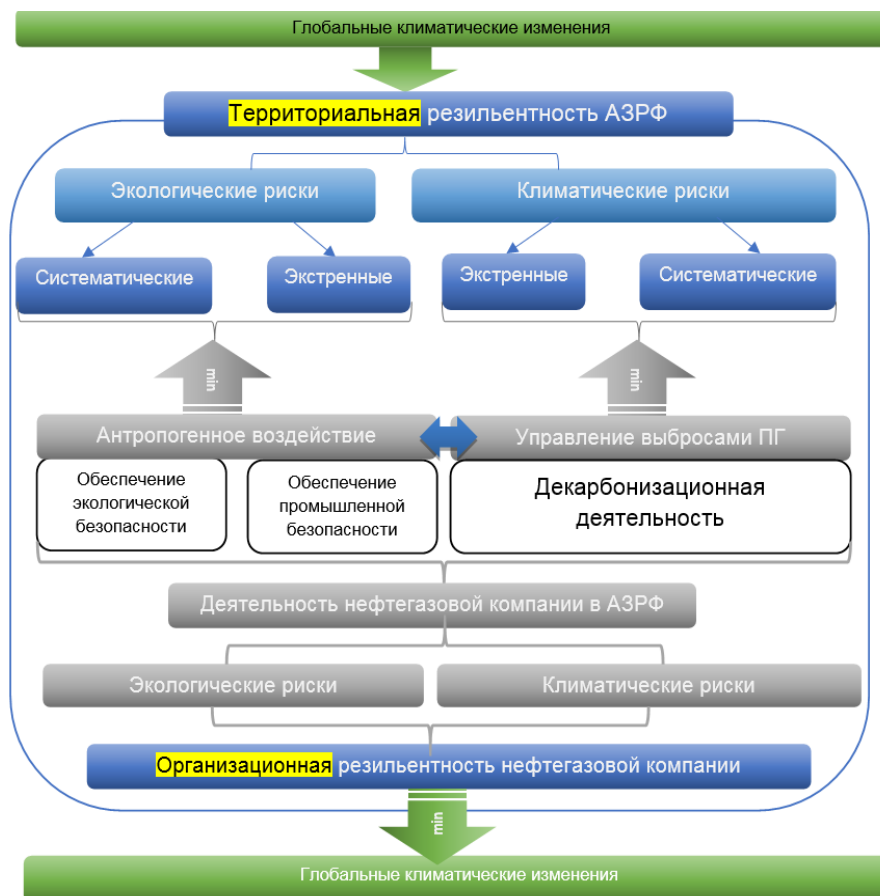 Глобальные климатические изменения
Территориальная резильентность АЗРФ
Экологические риски
Климатические риски
Систематические
Экстренные
Экстренные
Систематические
min
min
Антропогенное воздействие
Управление выбросами ПГ
Обеспечение
экологической
безопасности
Обеспечение
промышленной
безопасности
Декарбонизационная
деятельность
Деятельность нефтегазовой компании в АЗРФ
Экологические риски
Климатические риски
Организационная резильентность нефтегазовой компании
min
Глобальные климатические изменения